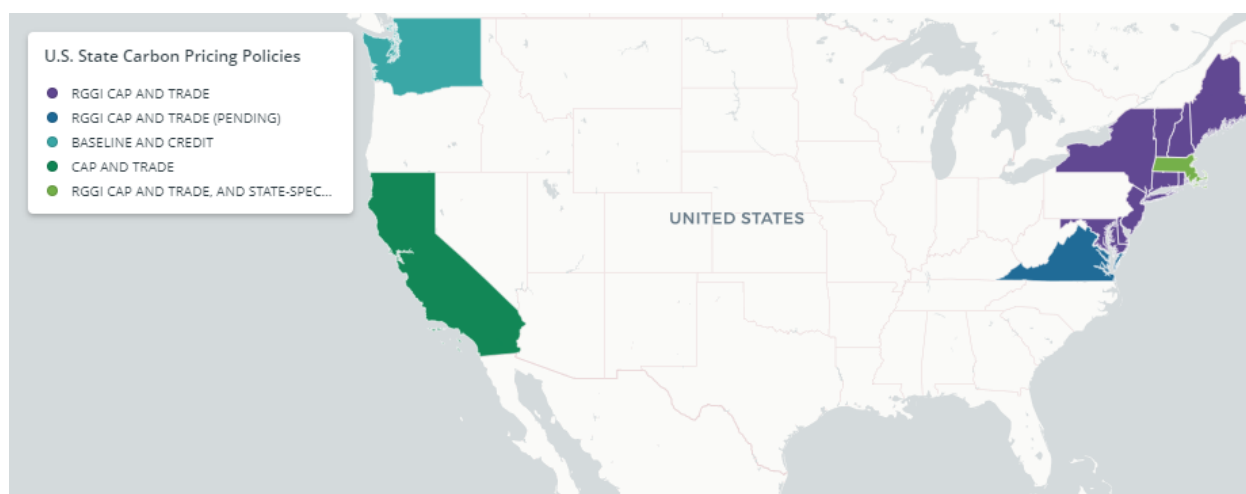 U.S. State Carbon Pricing Policies
RGGI CAP AND TRADE
RGGI CAP AND TRADE (PENDING)
BASELINE AND CREDIT
CAP AND TRADE
RGGI CAP AND TRADE, AND STATE-SPEC...
UNITED STATES